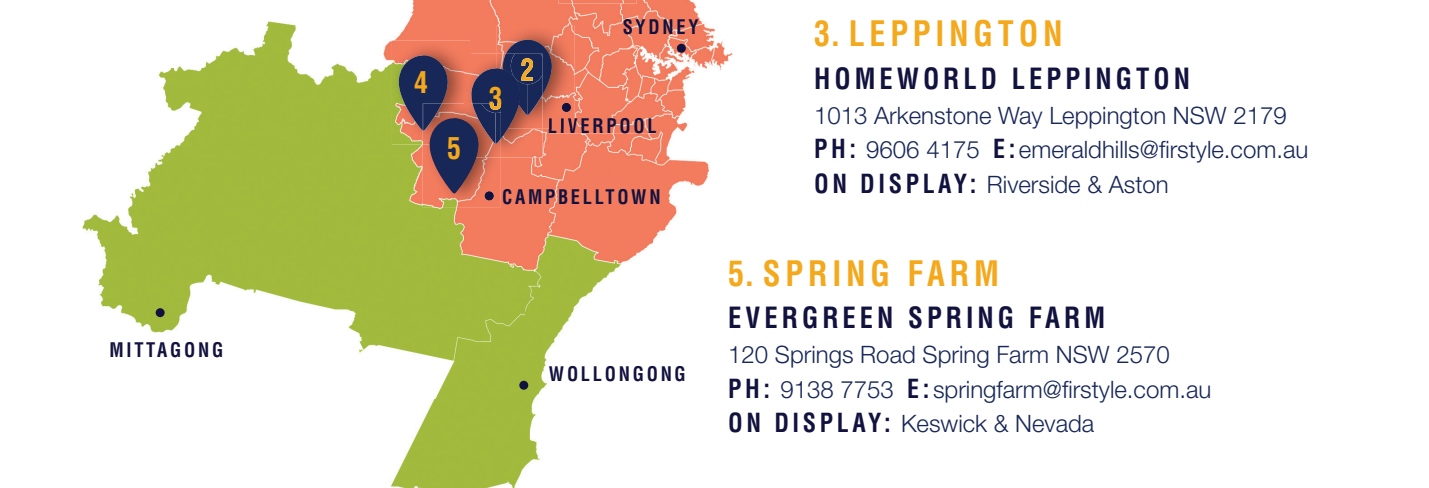 SYDNEY
4
2
3
LIVERPOOL
5
CAMPBELLTOWN
MITTAGONG
WOLLONGONG
3. LEPPINGTON
HOMEWORLD LEPPINGTON
1013 Arkenstone Way Leppington NSW 2179
PH: 9606 4175 E: emeraldhills@firstyle.com.au
ON DISPLAY: Riverside & Aston
5. SPRING FARM
EVERGREEN SPRING FARM
120 Springs Road Spring Farm NSW 2570
PH: 9138 7753 E: springfarm@firstyle.com.au
ON DISPLAY: Keswick & Nevada